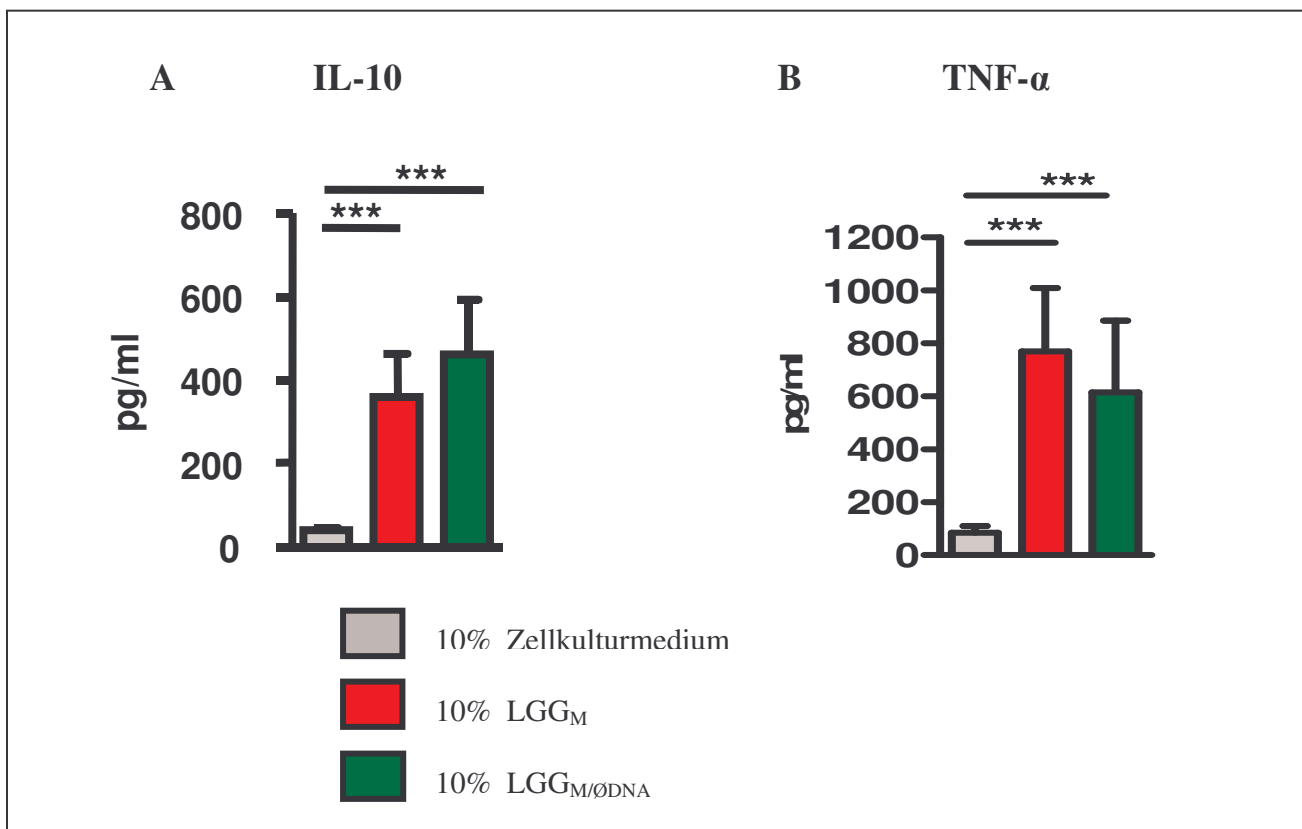 A IL-10
***
***
800
600
400
200
0
pg/ml
B TNF-α
***
***
1200
1000
800
600
400
200
0
pg/ml
10% Zellkulturmedium
10% LGG_M
10% LGG_M/ØDNA